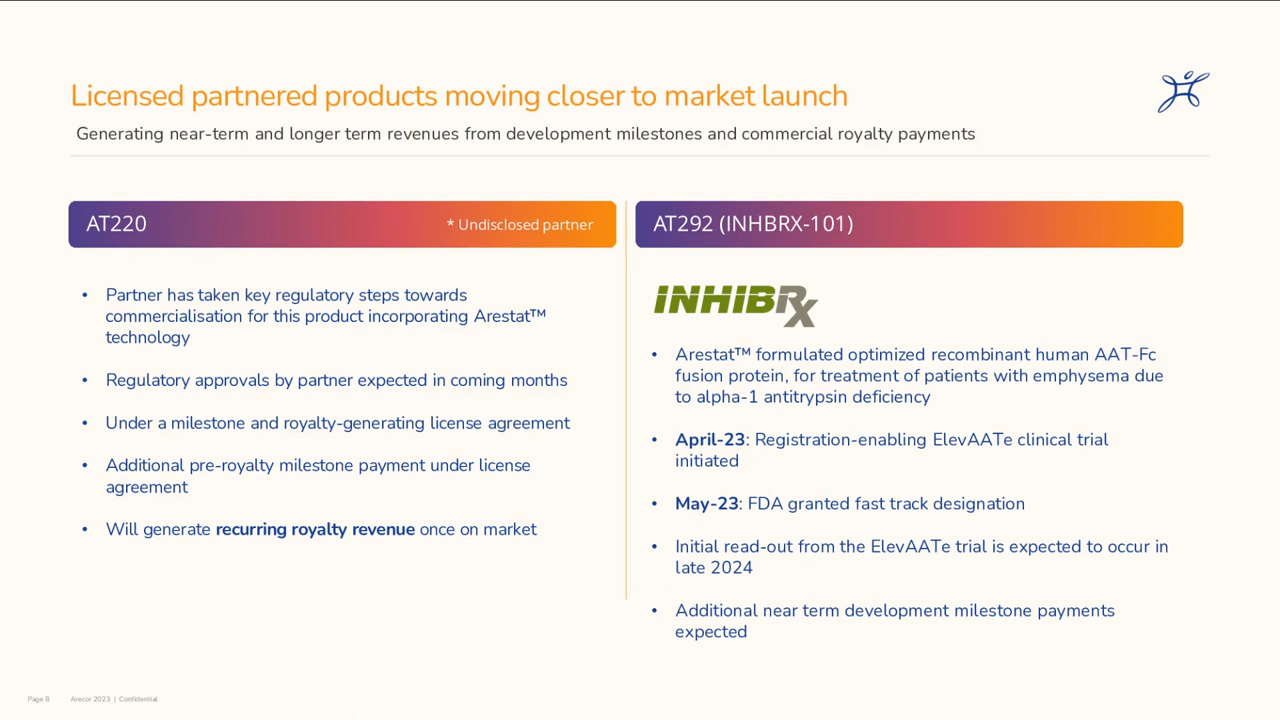 Licensed partnered products moving closer to market launch
Generating near-term and longer term revenues from development milestones and commercial royalty payments
AT220
* Undisclosed partner
• Partner has taken key regulatory steps towards
commercialisation for this product incorporating Arestat™
technology
• Regulatory approvals by partner expected in coming months
• Under a milestone and royalty-generating license agreement
• Additional pre-royalty milestone payment under license
agreement
• Will generate recurring royalty revenue once on market
AT292 (INHBRX-101)
INHIBRX
• Arestat™ formulated optimized recombinant human AAT-Fc
fusion protein, for treatment of patients with emphysema due
to alpha-1 antitrypsin deficiency
• April-23: Registration-enabling ElevAATe clinical trial
initiated
• May-23: FDA granted fast track designation
• Initial read-out from the ElevAATe trial is expected to occur in
late 2024
• Additional near term development milestone payments
expected
Page 8 Arecor 2023 | Confidential